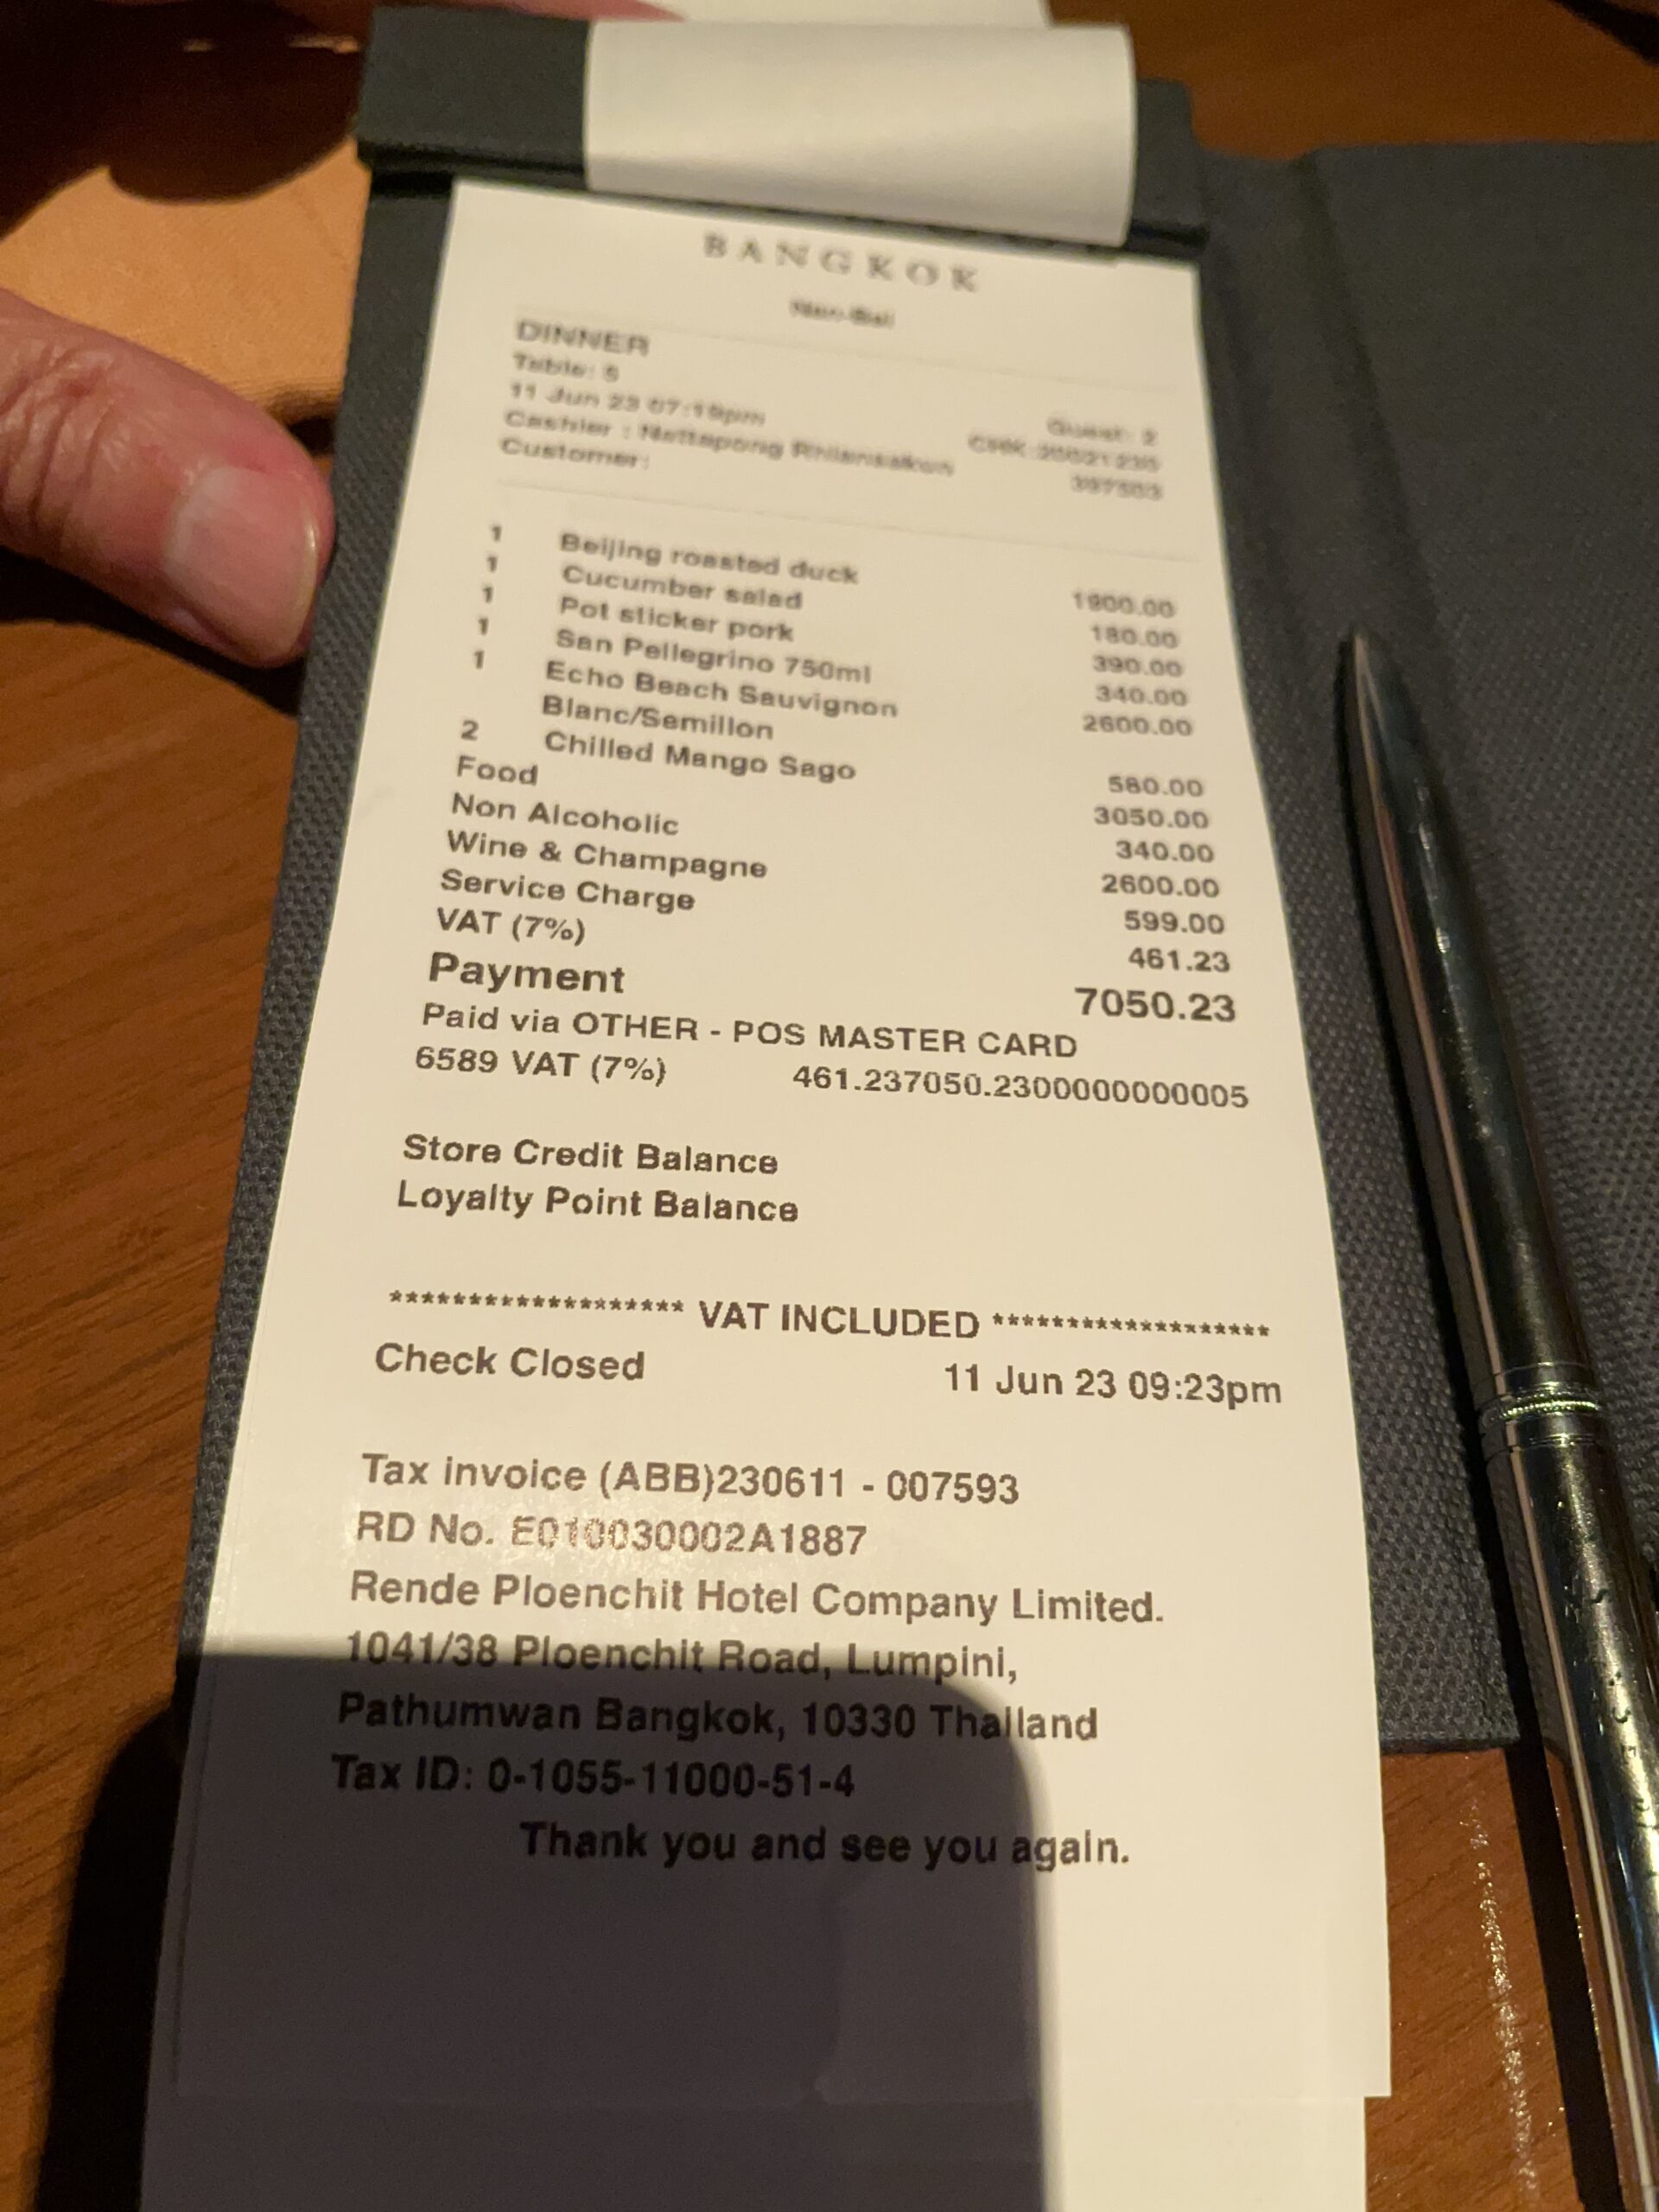 BANGKOK
DINNER
Table: 5
Guest: 2
11 Jun 23 07:19pm
Cashier : Nattapong
Customer:
1 Beijing roasted duck 1900.00
1 Cucumber salad 180.00
1 Pot sticker pork 390.00
1 San Pellegrino 750ml 340.00
1 Echo Beach Sauvignon 2600.00
Blanc/Semillon
2 Chilled Mango Sago 580.00
Food 3050.00
Non Alcoholic 340.00
Wine & Champagne 2600.00
Service Charge 599.00
VAT (7%) 461.23
Payment 7050.23
Paid via OTHER - POS MASTER CARD
6589 VAT (7%) 461.237050.2300000000005
Store Credit Balance
Loyalty Point Balance
******************* VAT INCLUDED *******************
Check Closed 11 Jun 23 09:23pm
Tax invoice (ABB)230611 - 007593
RD No. E010030002A1887
Rende Ploenchit Hotel Company Limited.
1041/38 Ploenchit Road, Lumpini,
Pathumwan Bangkok, 10330 Thailand
Tax ID: 0-1055-11000-51-4
Thank you and see you again.